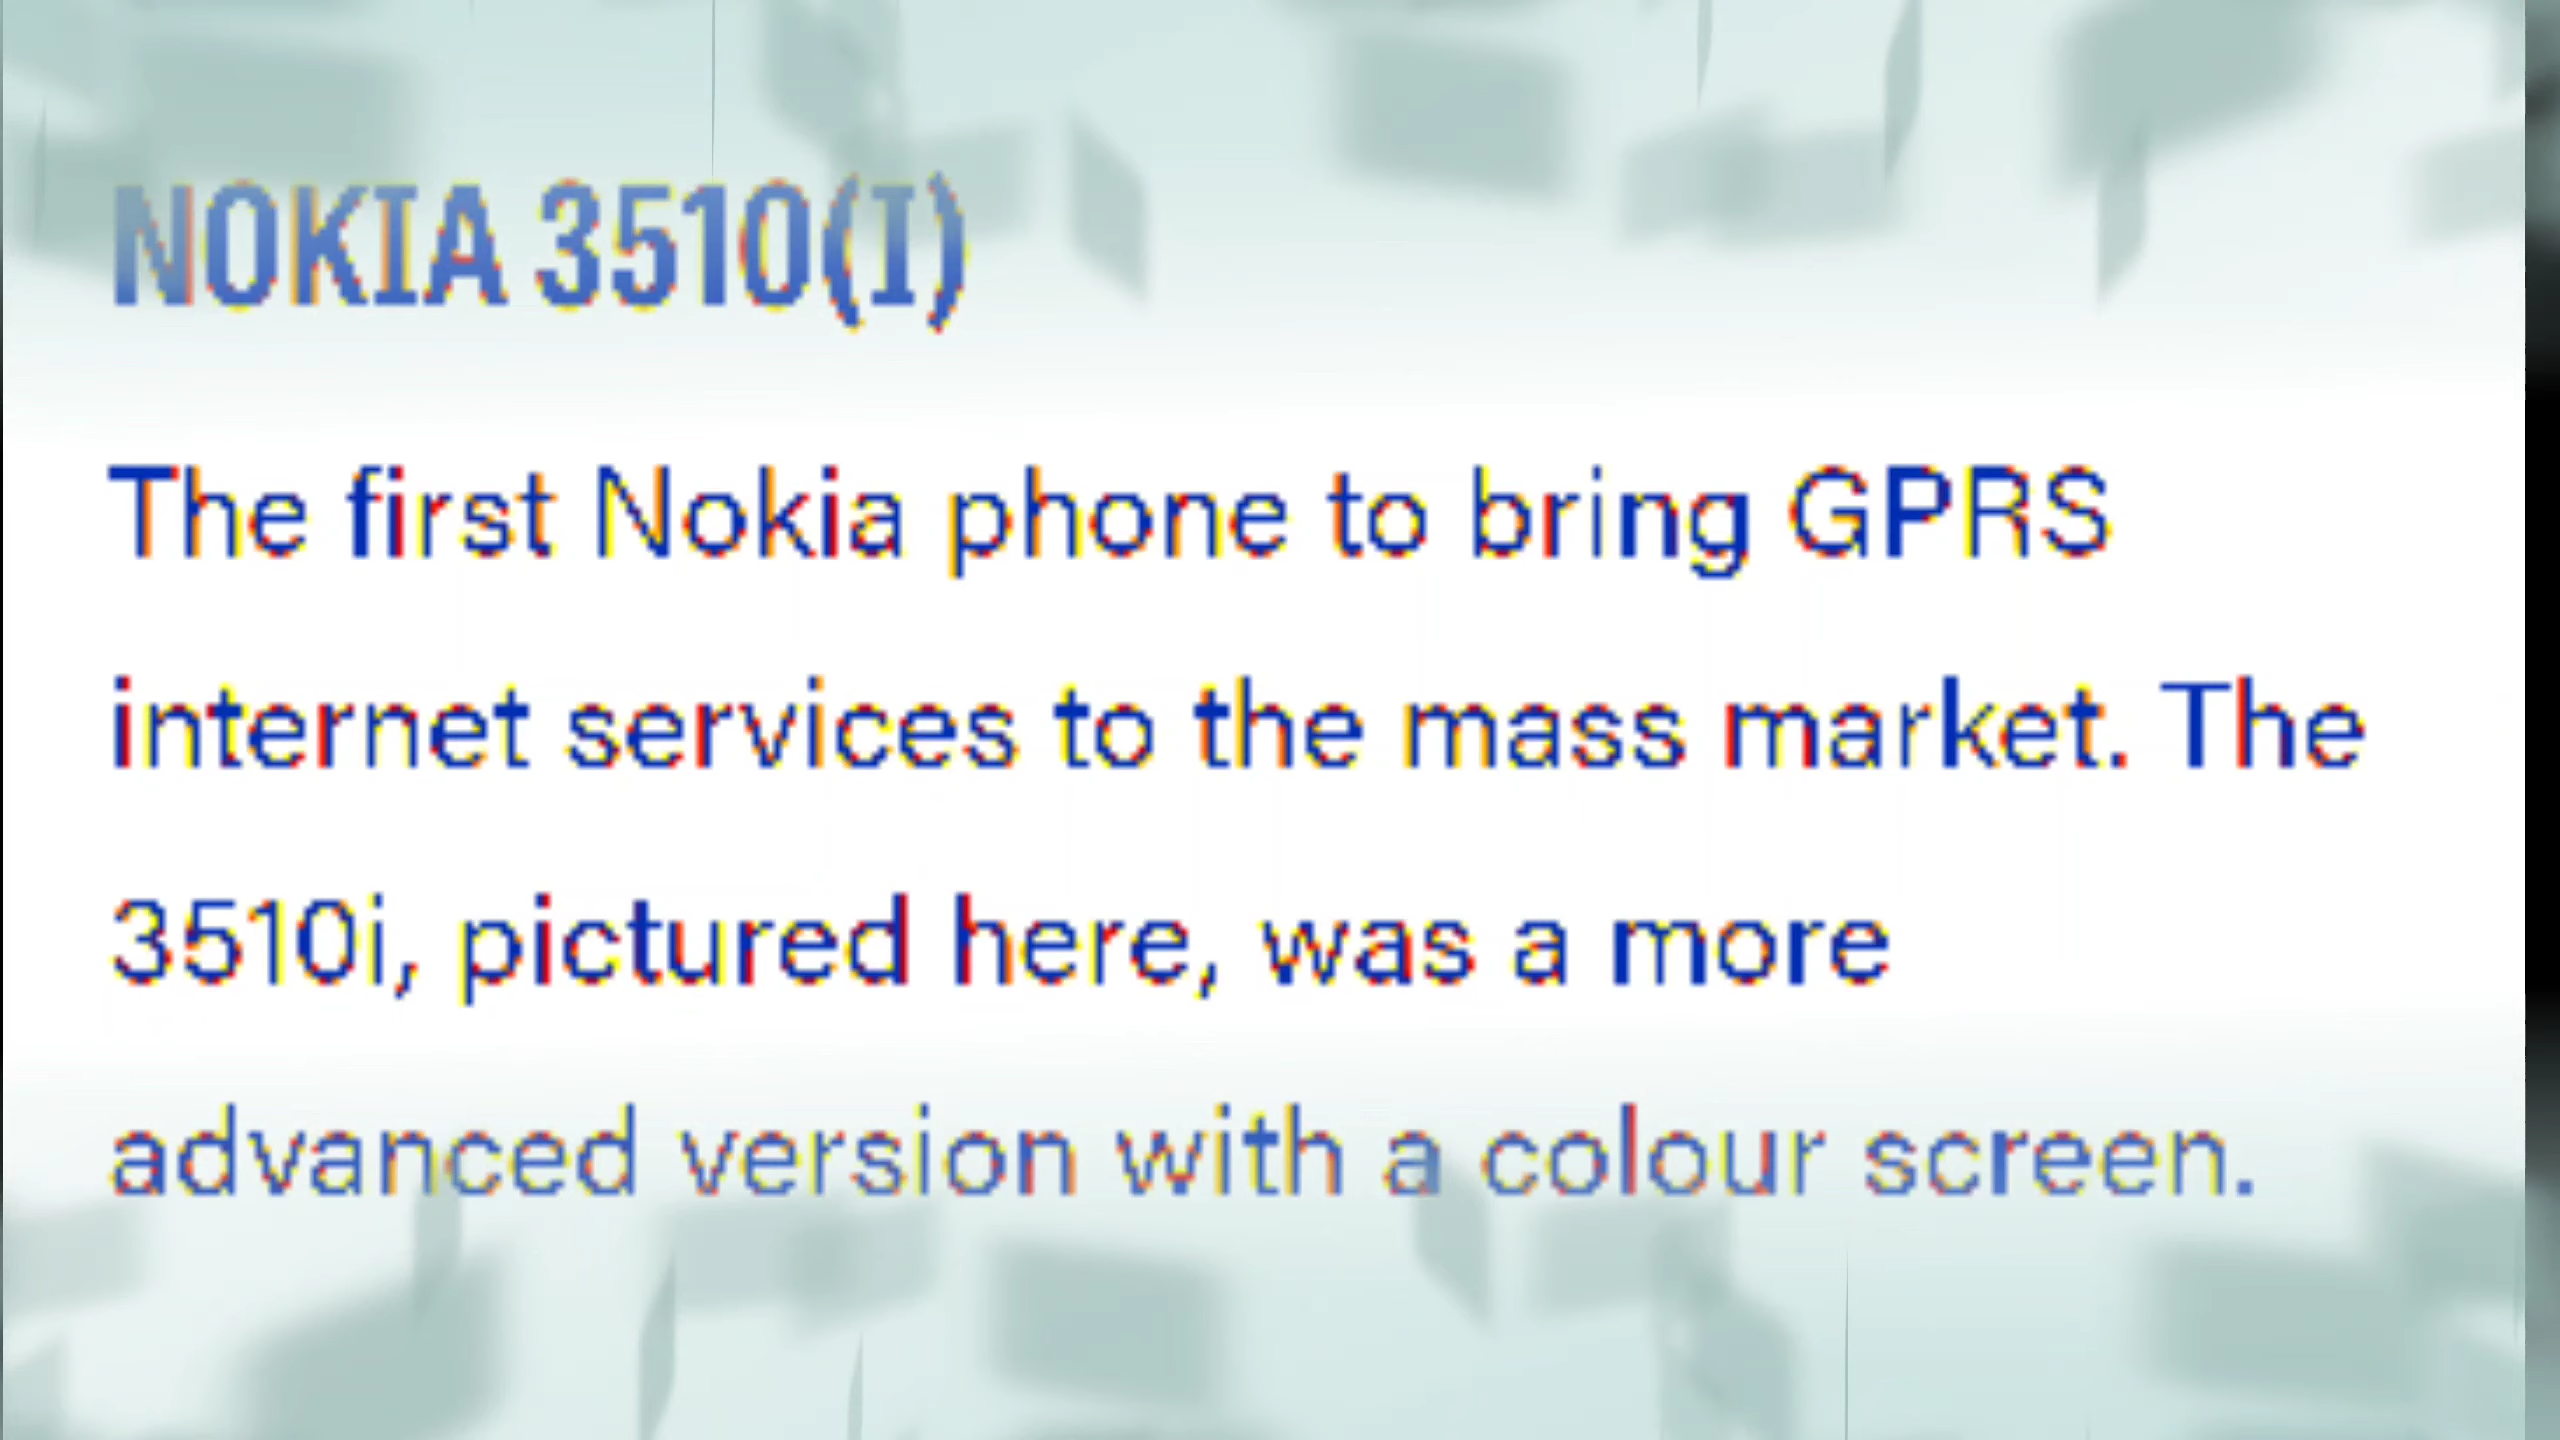 NOKIA 3510(I)
The first Nokia phone to bring GPRS
internet services to the mass market. The
3510i, pictured here, was a more
advanced version with a colour screen.